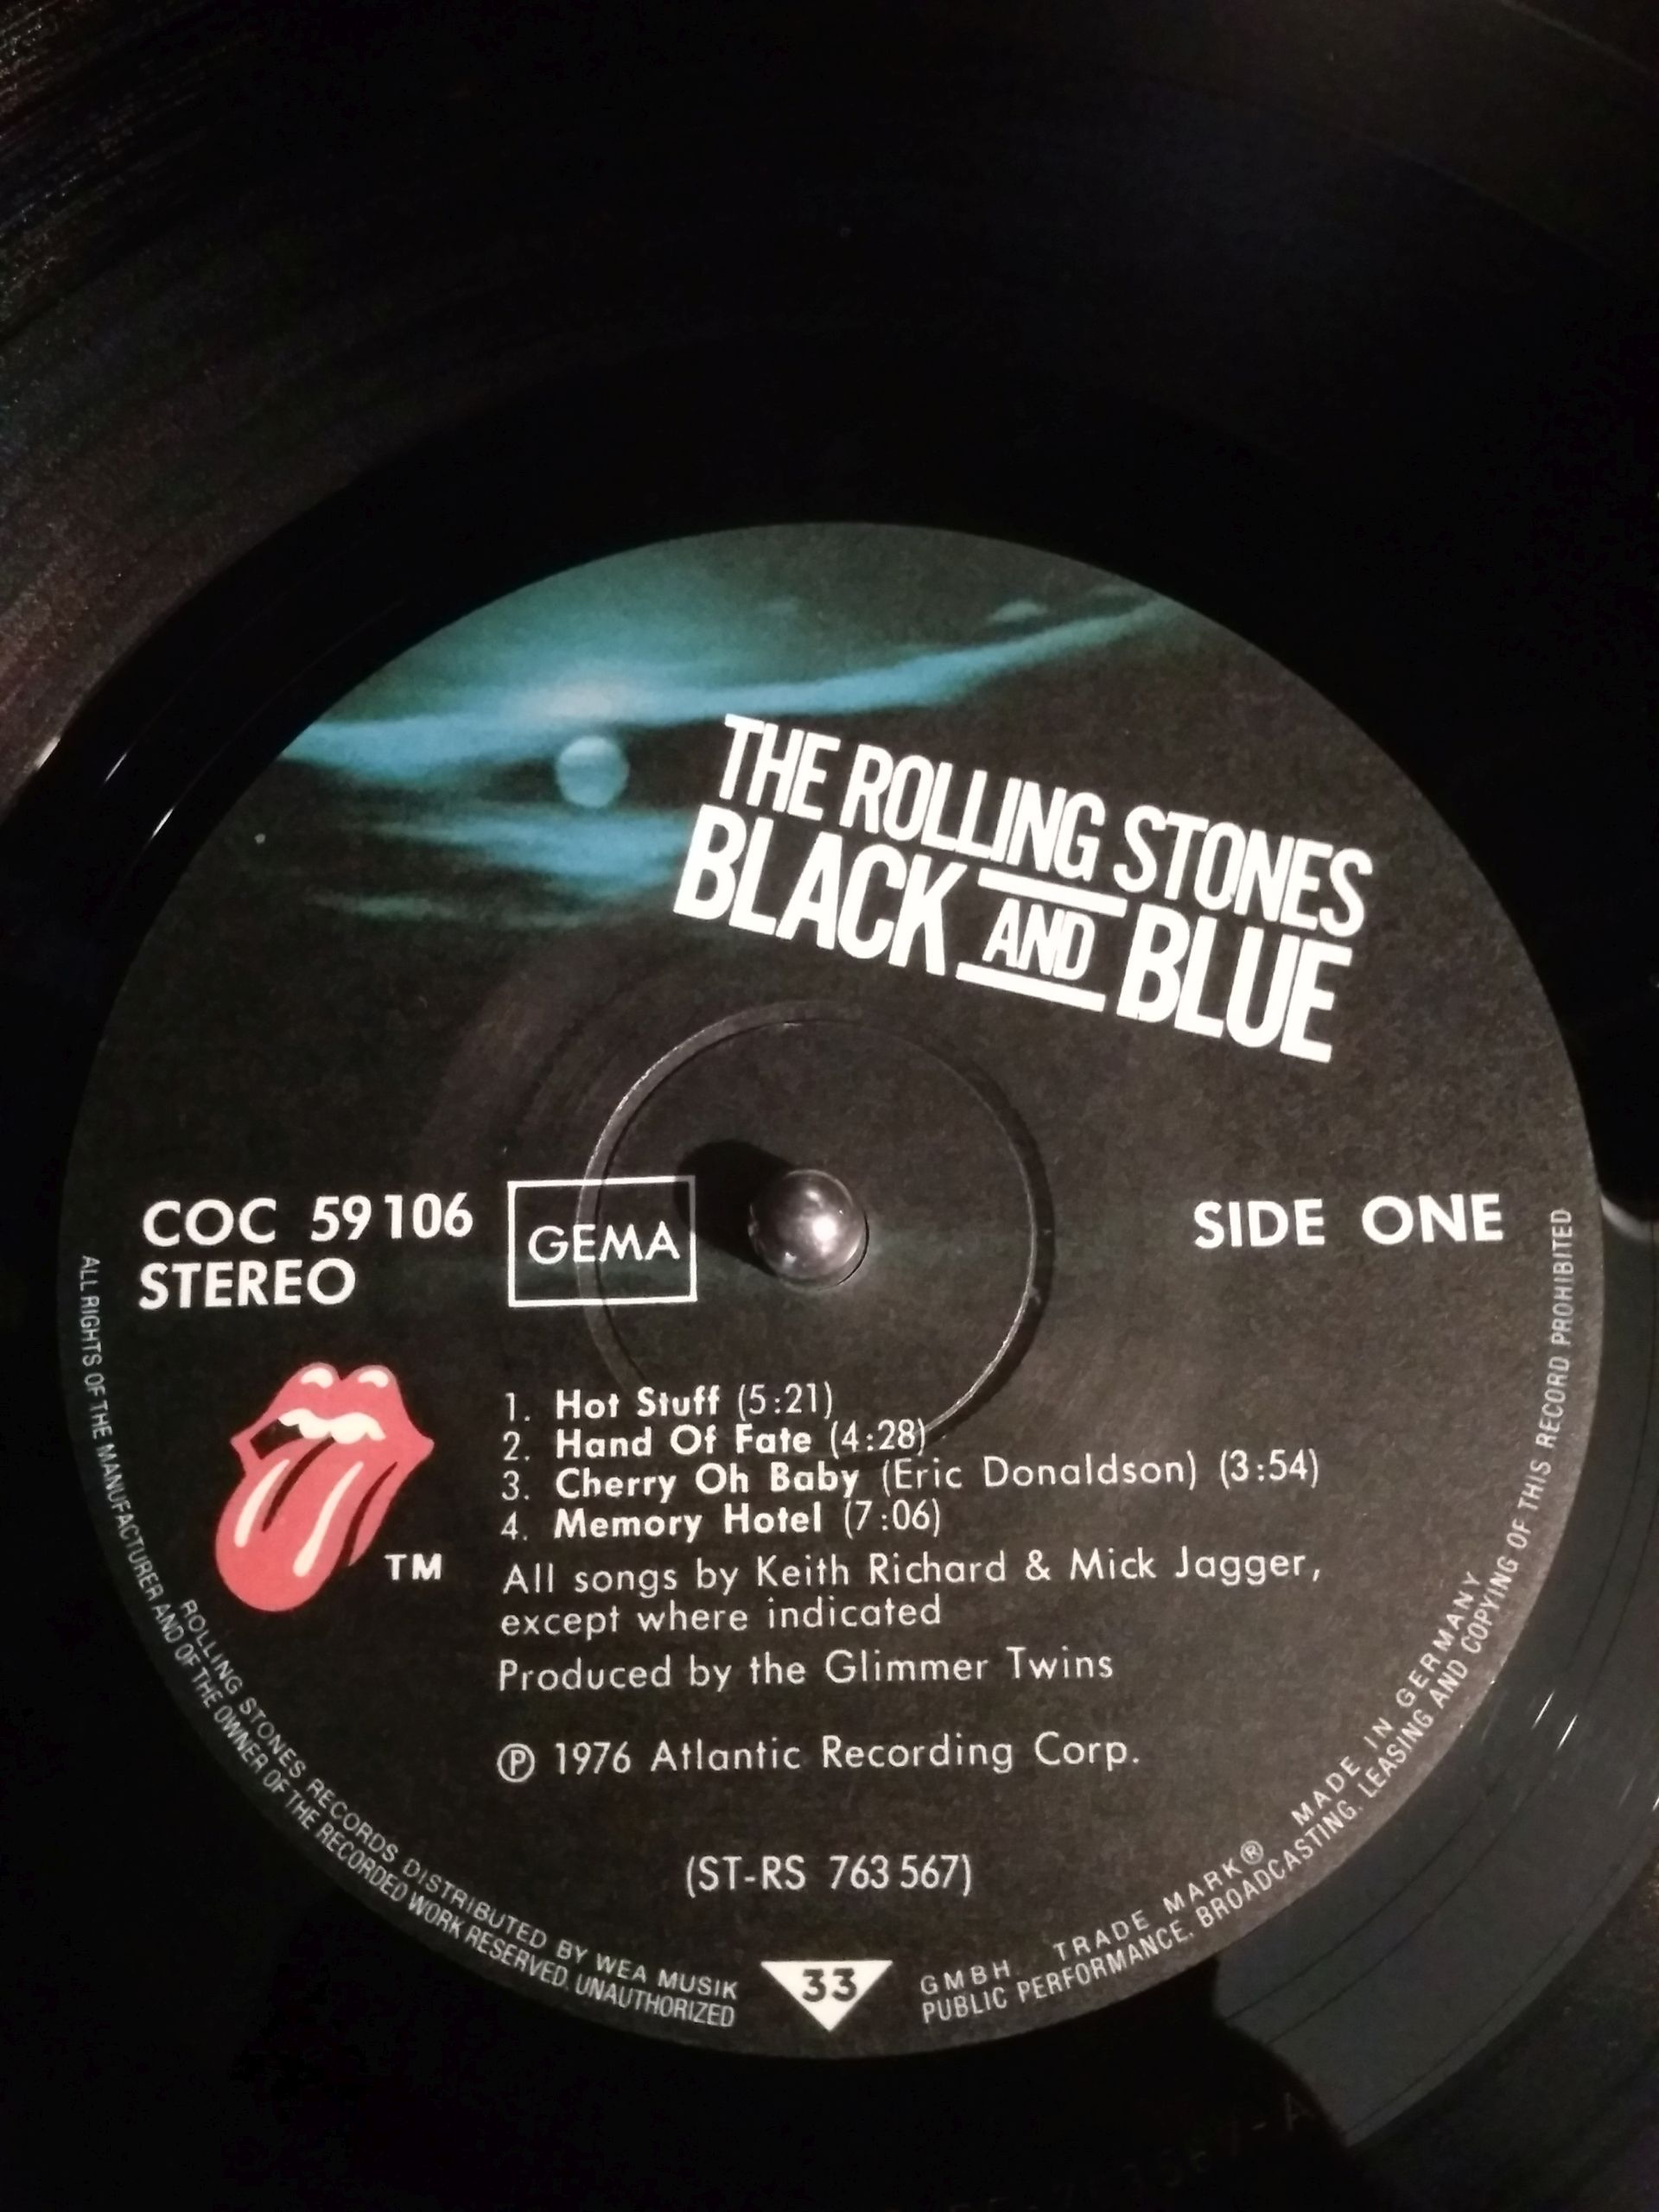 THE ROLLING STONES
BLACK AND BLUE
COC 59106
STEREO
GEMA
SIDE ONE
1. Hot Stuff (5:21)
2. Hand Of Fate (4:28)
3. Cherry Oh Baby (Eric Donaldson) (3:54)
4. Memory Hotel (7:06)
TM
All songs by Keith Richard & Mick Jagger,
except where indicated
Produced by the Glimmer Twins
Ⓟ 1976 Atlantic Recording Corp.
(ST-RS 763 567)
33
ROLLING STONES RECORDS DISTRIBUTED BY WEA MUSIK GMBH TRADE MARK® MADE IN GERMANY
ALL RIGHTS OF THE MANUFACTURER AND OF THE OWNER OF THE RECORDED WORK RESERVED. UNAUTHORIZED PUBLIC PERFORMANCE. BROADCASTING. LEASING AND COPYING OF THIS RECORD PROHIBITED